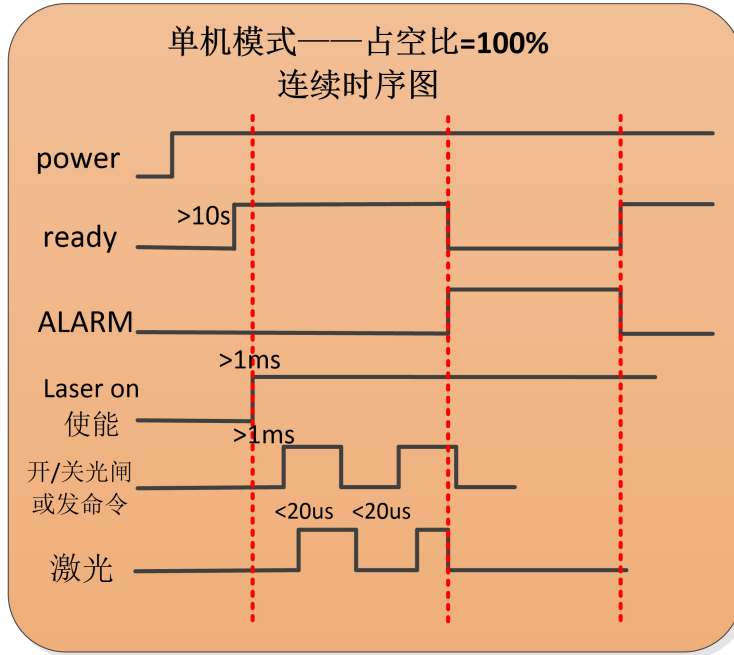 单机模式——占空比=100%
连续时序图
power
>10s
ready
ALARM
>1ms
Laser on
使能
>1ms
开/关光闸
或发命令
<20us <20us
激光